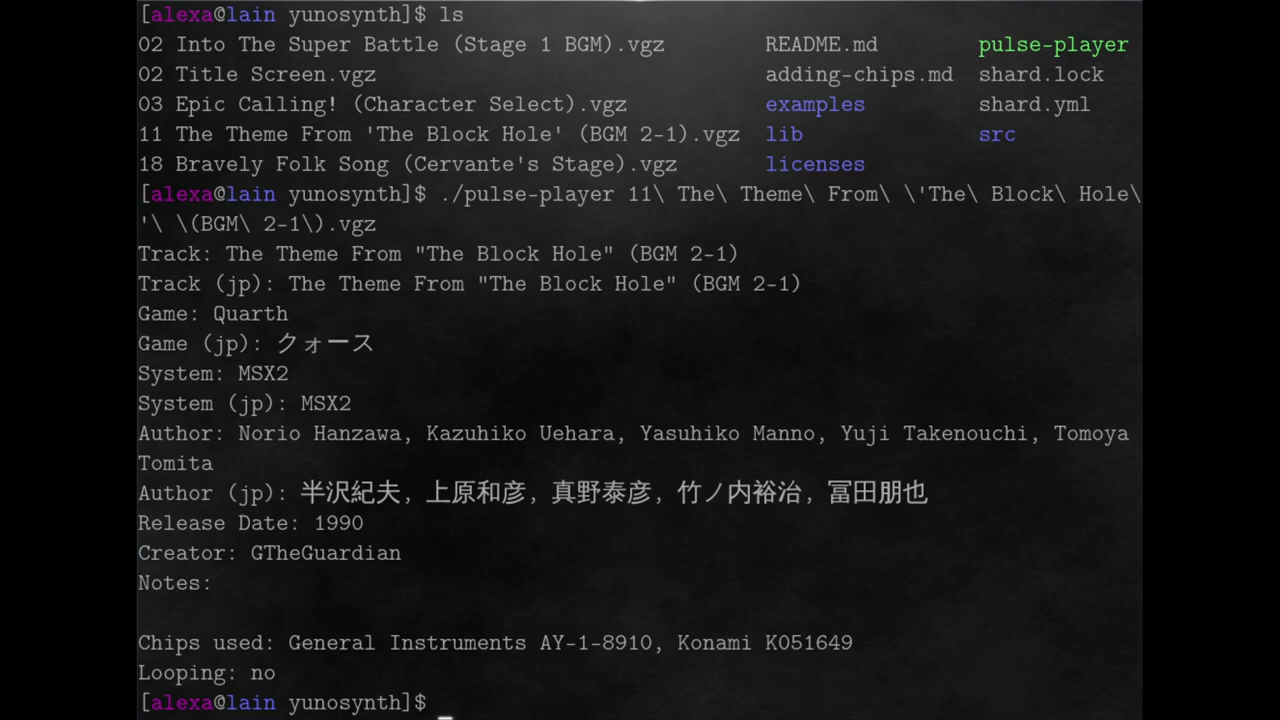 [alexa@lain yunosynth]$ ls
02 Into The Super Battle (Stage 1 BGM).vgz README.md pulse-player
02 Title Screen.vgz adding-chips.md shard.lock
03 Epic Calling! (Character Select).vgz examples shard.yml
11 The Theme From 'The Block Hole' (BGM 2-1).vgz lib src
18 Bravely Folk Song (Cervante's Stage).vgz licenses
[alexa@lain yunosynth]$ ./pulse-player 11\ The\ Theme\ From\ \'The\ Block\ Hole\
'\ \(BGM\ 2-1\).vgz
Track: The Theme From "The Block Hole" (BGM 2-1)
Track (jp): The Theme From "The Block Hole" (BGM 2-1)
Game: Quarth
Game (jp): クォース
System: MSX2
System (jp): MSX2
Author: Norio Hanzawa, Kazuhiko Uehara, Yasuhiko Manno, Yuji Takenouchi, Tomoya
Tomita
Author (jp): 半沢紀夫, 上原和彦, 真野泰彦, 竹ノ内裕治, 冨田朋也
Release Date: 1990
Creator: GTheGuardian
Notes:
Chips used: General Instruments AY-1-8910, Konami K051649
Looping: no
[alexa@lain yunosynth]$